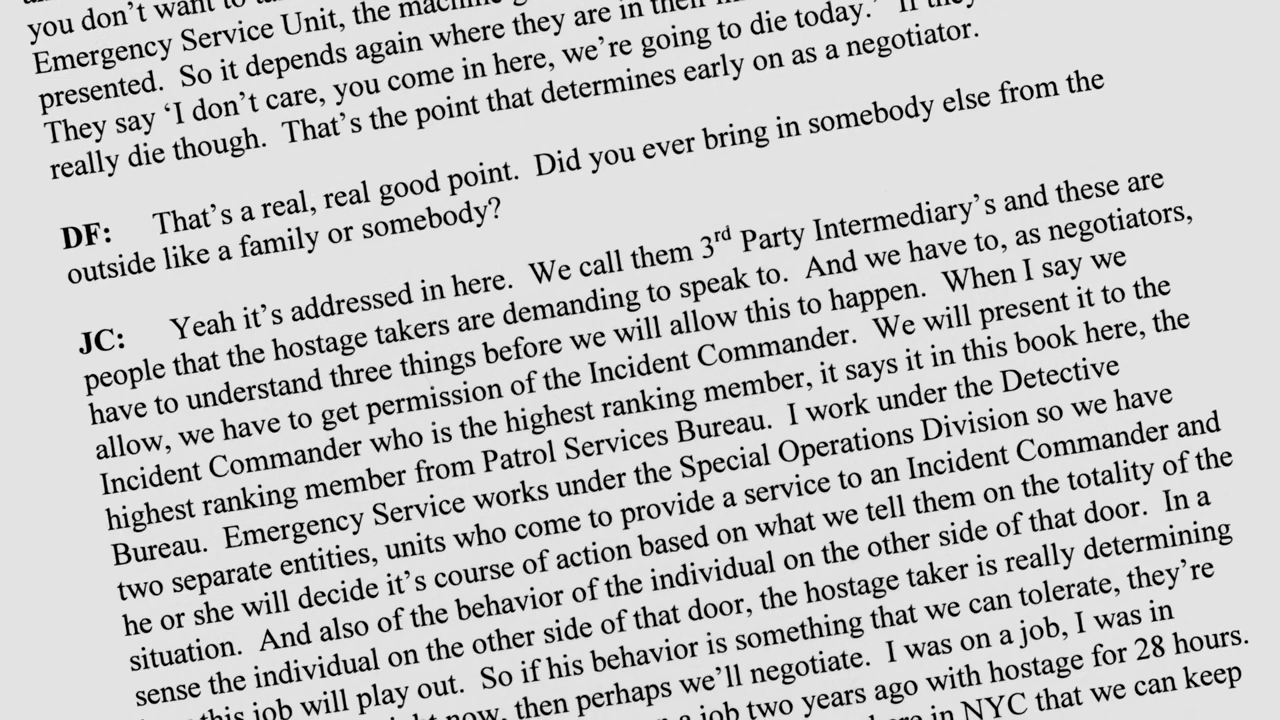 you don't want to
Emergency Service Unit, the
presented.  So it depends again where they are in their
They say ‘I don't care, you come in here, we're going to die today.’  If they
really die though.  That's the point that determines early on as a negotiator.
DF:  That's a real, real good point.  Did you ever bring in somebody else from the
outside like a family or somebody?
JC:  Yeah it's addressed in here.  We call them 3rd Party Intermediary's and these are
people that the hostage takers are demanding to speak to.  And we have to, as negotiators,
have to understand three things before we will allow this to happen.  When I say we
allow, we have to get permission of the Incident Commander.  We will present it to the
Incident Commander who is the highest ranking member, it says it in this book here, the
highest ranking member from Patrol Services Bureau.  I work under the Detective
Bureau.  Emergency Service works under the Special Operations Division so we have
two separate entities, units who come to provide a service to an Incident Commander and
he or she will decide it's course of action based on what we tell them on the totality of the
situation.  And also of the behavior of the individual on the other side of that door.  In a
sense the individual on the other side of that door, the hostage taker is really determining
this job will play out.  So if his behavior is something that we can tolerate, they're
now, then perhaps we'll negotiate.  I was on a job, I was in
a job two years ago with hostage for 28 hours.
in NYC that we can keep